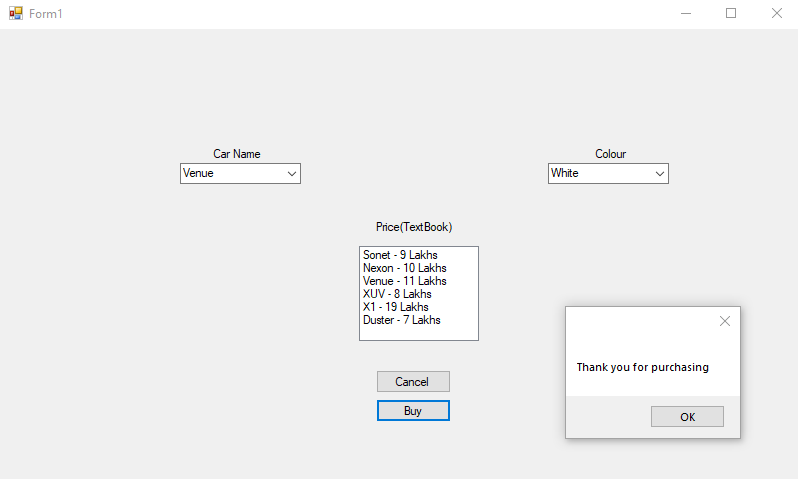 Form1
Car Name
Colour
Venue
White
Price(TextBook)
Sonet - 9 Lakhs
Nexon - 10 Lakhs
Venue - 11 Lakhs
XUV - 8 Lakhs
X1 - 19 Lakhs
Duster - 7 Lakhs
Cancel
Buy
Thank you for purchasing
OK